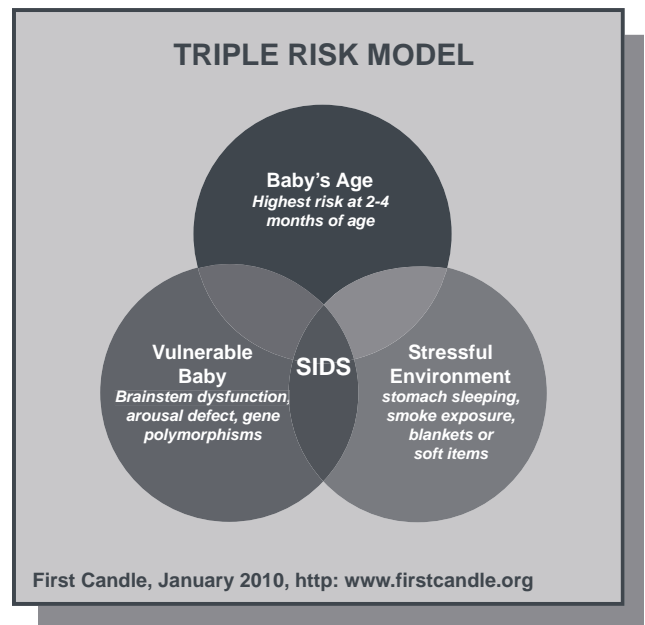 TRIPLE RISK MODEL
Baby's Age
Highest risk at 2-4
months of age
Vulnerable
Baby
Brainstem dysfunction,
arousal defect, gene
polymorphisms
SIDS
Stressful
Environment
stomach sleeping,
smoke exposure,
blankets or
soft items
First Candle, January 2010, http: www.firstcandle.org